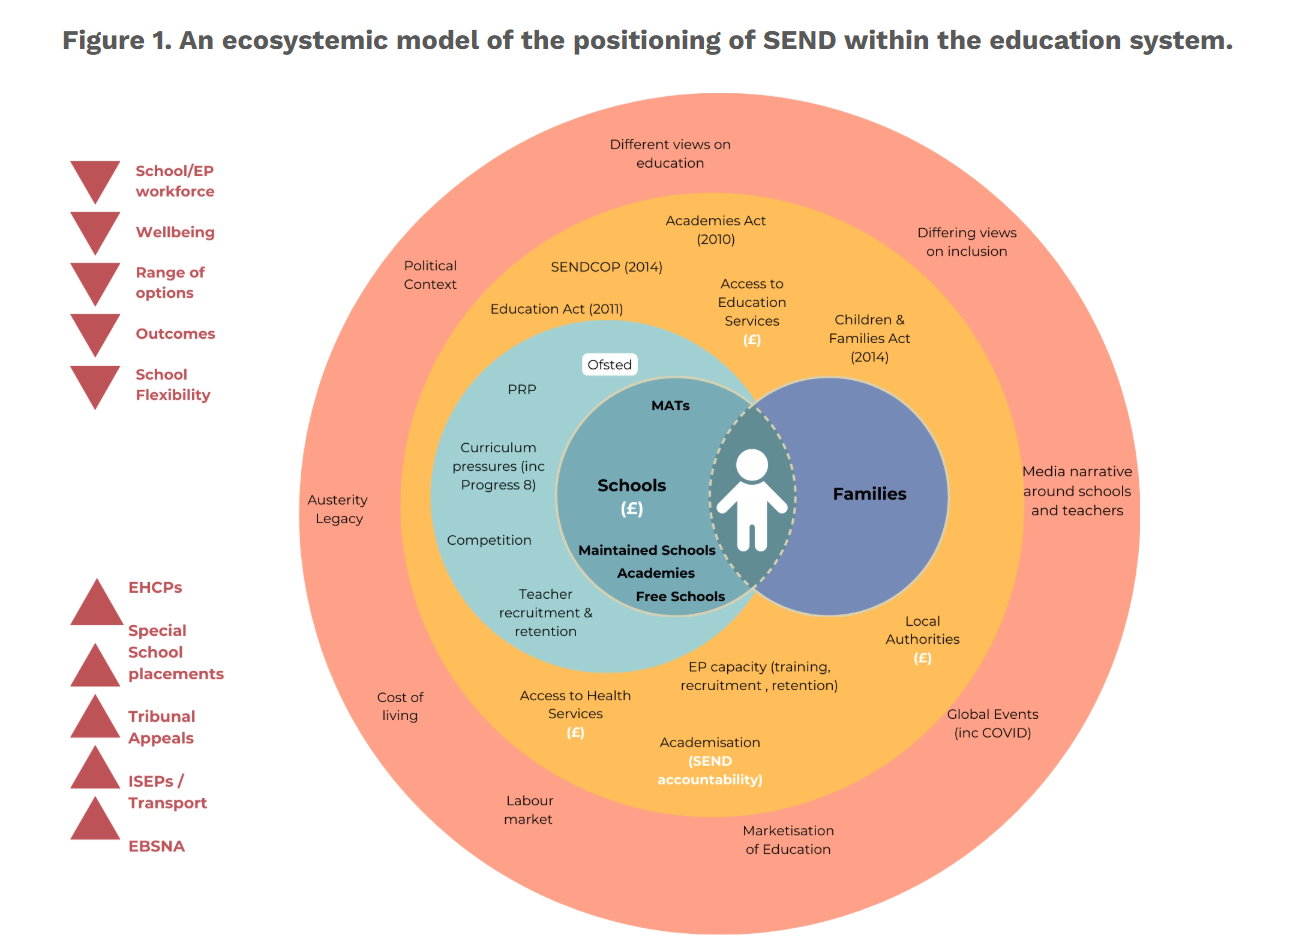 Figure 1. An ecosystemic model of the positioning of SEND within the education system.
School/EP
workforce
Wellbeing
Range of
options
Outcomes
School
Flexibility
EHCPs
Special
School
placements
Tribunal
Appeals
ISEPs /
Transport
EBSNA
Different views on
education
Differing views
on inclusion
Political
Context
Media narrative
around schools
and teachers
Austerity
Legacy
Cost of
living
Global Events
(inc COVID)
Labour
market
Marketisation
of Education
Academies Act
(2010)
SENDCOP (2014)
Education Act (2011)
Access to
Education
Services
(£)
Children &
Families Act
(2014)
Local
Authorities
(£)
EP capacity (training,
recruitment , retention)
Access to Health
Services
(£)
Academisation
(SEND
accountability)
Ofsted
PRP
Curriculum
pressures (inc
Progress 8)
Competition
Teacher
recruitment &
retention
MATs
Schools
(£)
Maintained Schools
Academies
Free Schools
Families